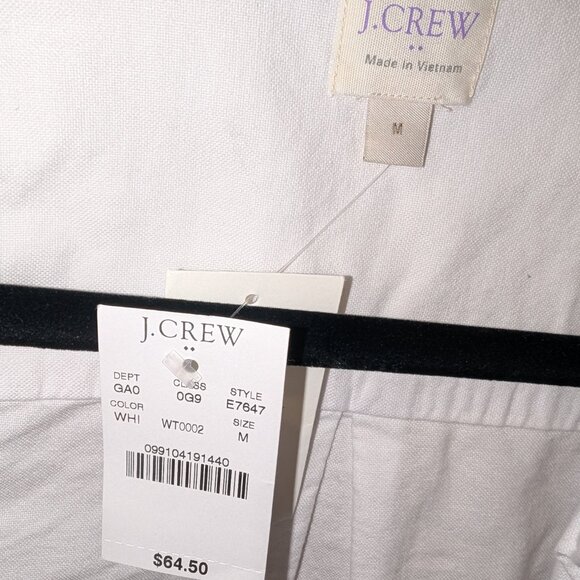 J.CREW
Made in Vietnam
M
J.CREW
DEPT CLASS STYLE
GA0 0G9 E7647
COLOR SIZE
WHI WT0002 M
099104191440
$64.50